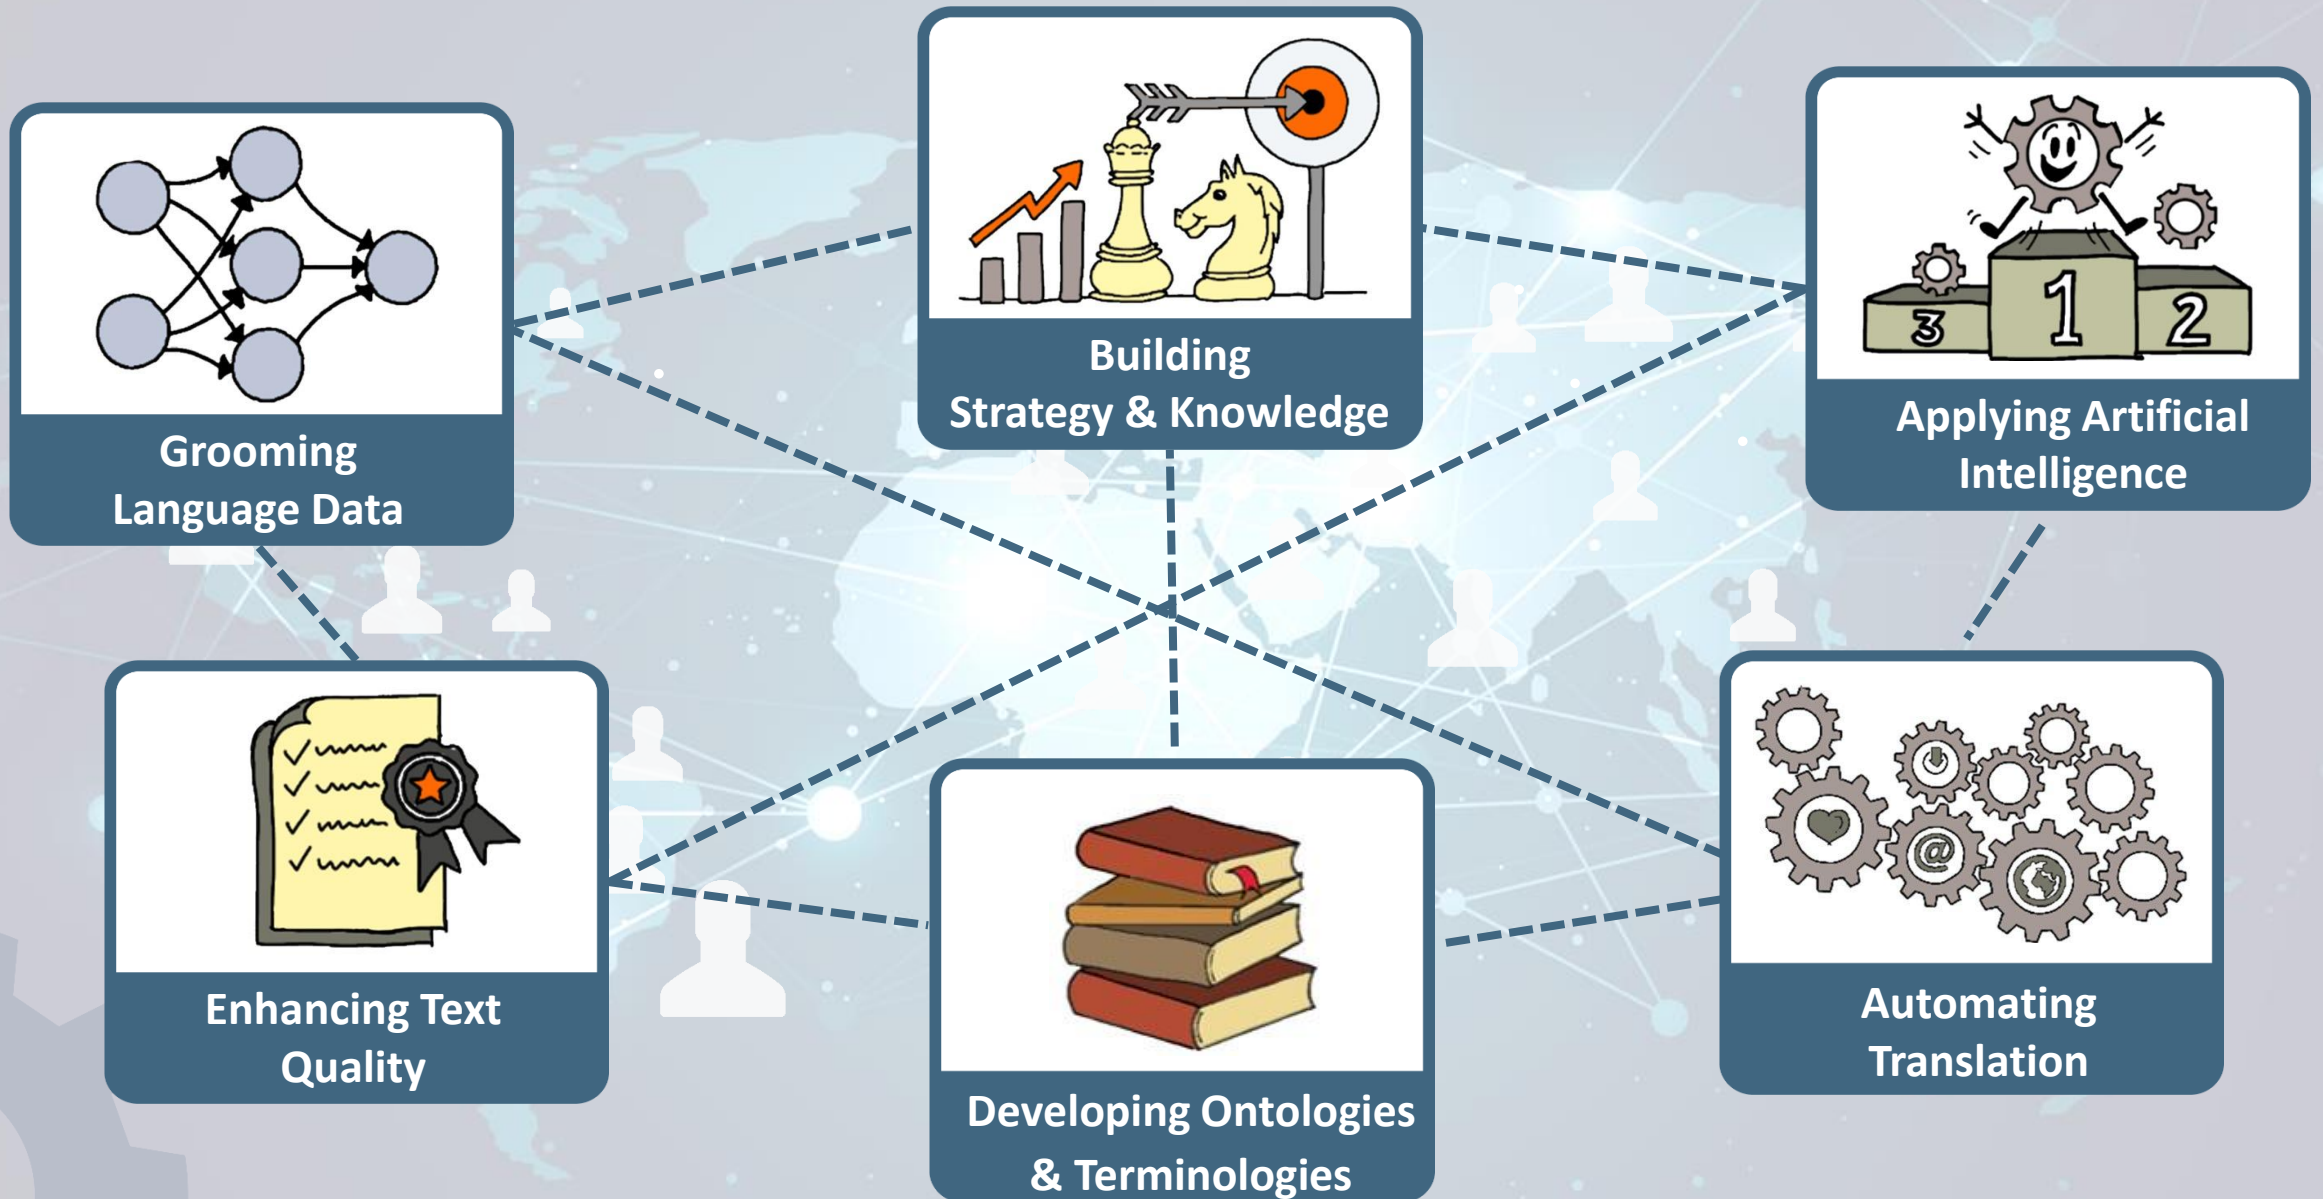 Grooming
Language Data
Building
Strategy & Knowledge
3
1
2
Applying Artificial
Intelligence
Enhancing Text
Quality
Developing Ontologies
& Terminologies
@
Automating
Translation